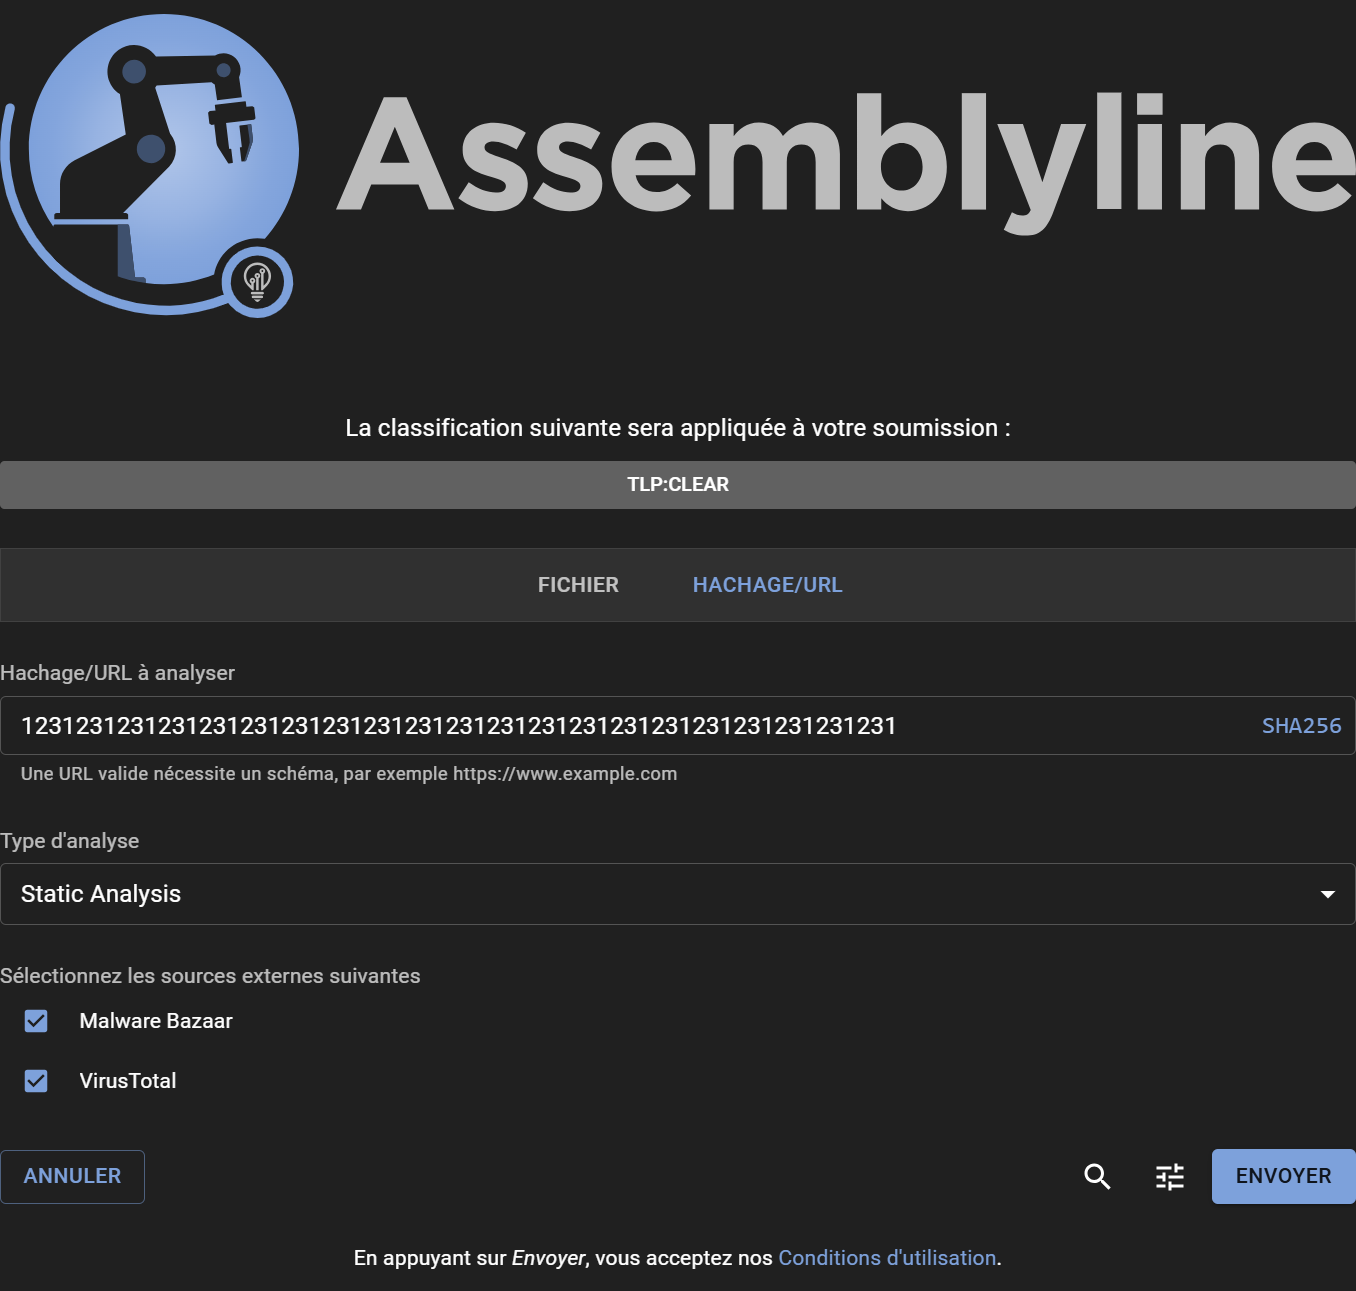 Assemblyline
La classification suivante sera appliquée à votre soumission :
TLP:CLEAR
FICHIER HACHAGE/URL
Hachage/URL à analyser
1231231231231231231231231231231231231231231231231231231231231231 SHA256
Une URL valide nécessite un schéma, par exemple https://www.example.com
Type d'analyse
Static Analysis
Sélectionnez les sources externes suivantes
Malware Bazaar
VirusTotal
ANNULER ENVOYER
En appuyant sur Envoyer, vous acceptez nos Conditions d'utilisation.